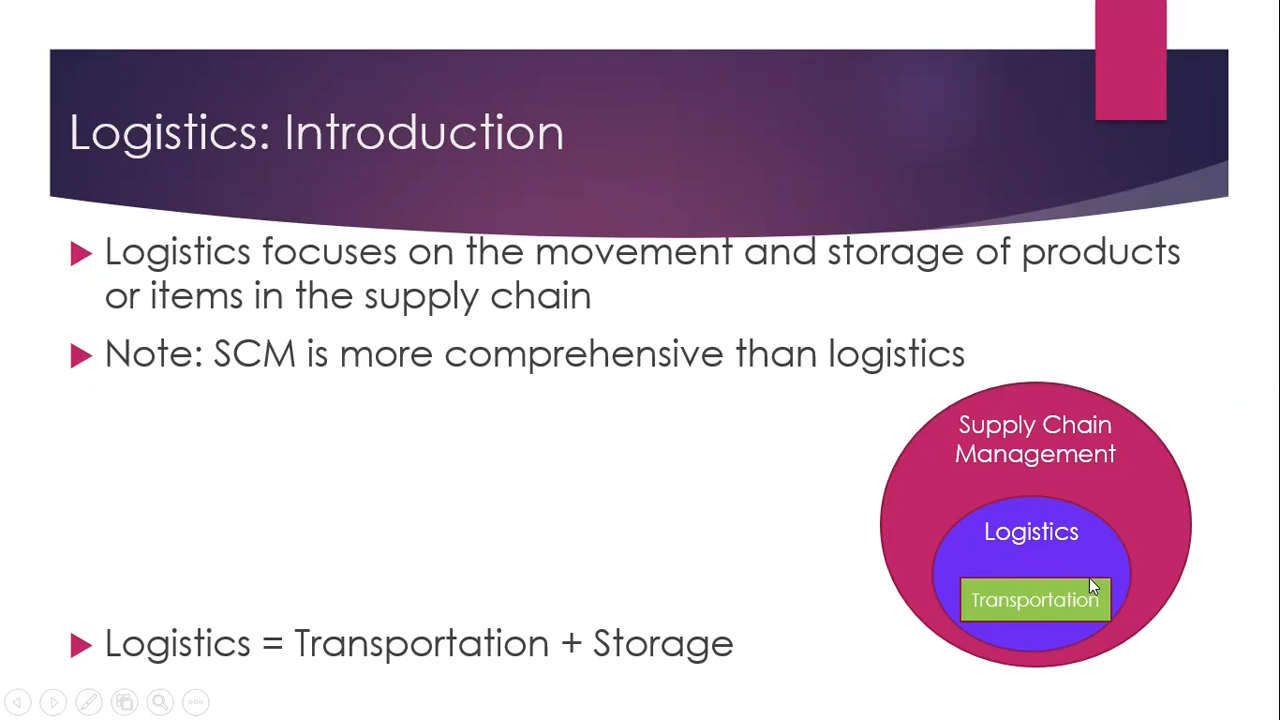 Logistics: Introduction
Logistics focuses on the movement and storage of products
or items in the supply chain
Note: SCM is more comprehensive than logistics
Supply Chain
Management
Logistics
Transportation
Logistics = Transportation + Storage